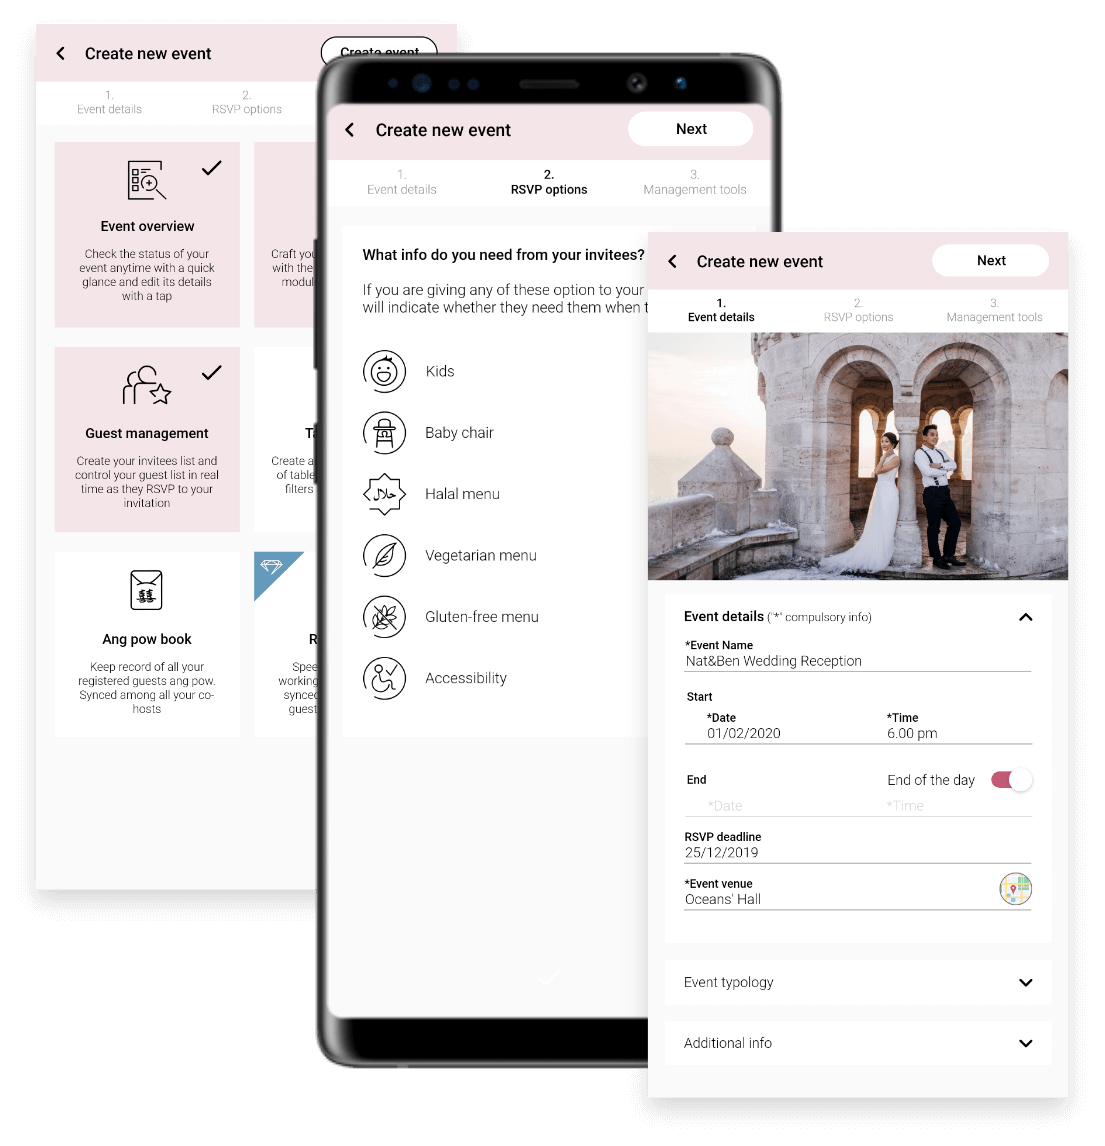 Create new event
Create event
1.
Event details
2.
RSVP options
Event overview
Check the status of your
event anytime with a quick
glance and edit its details
with a tap
Craft you
with the
modul
Guest management
Create your invitees list and
control your guest list in real
time as they RSVP to your
invitation
Create a
of table
filters
Ang pow book
Keep record of all your
registered guests ang pow.
Synced among all your co-
hosts
R
Spee
working
synced
guest
Create new event
Next
1.
Event details
2.
RSVP options
3.
Management tools
What info do you need from your invitees?
If you are giving any of these option to your
will indicate whether they need them when
Kids
Baby chair
حلال
Halal menu
Vegetarian menu
Gluten-free menu
Accessibility
Create new event
Next
1.
Event details
2.
RSVP options
3.
Management tools
Event details ("*" compulsory info)
*Event Name
Nat&Ben Wedding Reception
Start
*Date
01/02/2020
*Time
6.00 pm
End
End of the day
*Date
*Time
RSVP deadline
25/12/2019
*Event venue
Oceans' Hall
Event typology
Additional info